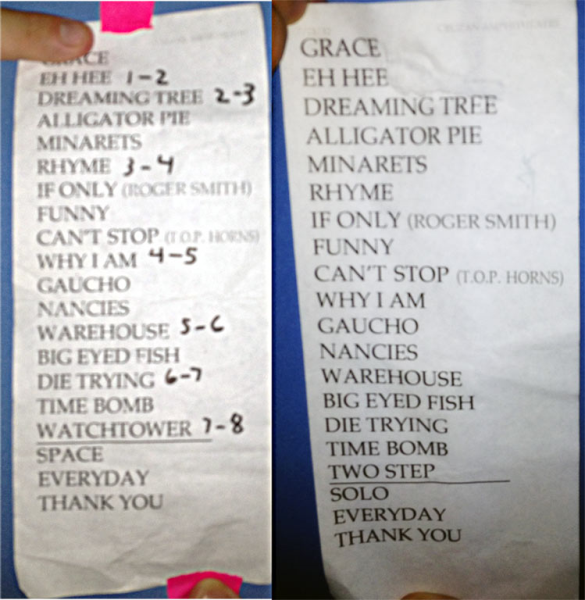 GRACE
EH HEE 1-2
DREAMING TREE 2-3
ALLIGATOR PIE
MINARETS
RHYME 3-4
IF ONLY (ROGER SMITH)
FUNNY
CAN'T STOP (T.O.P. HORNS)
WHY I AM 4-5
GAUCHO
NANCIES
WAREHOUSE 5-6
BIG EYED FISH
DIE TRYING 6-7
TIME BOMB
WATCHTOWER 7-8
SPACE
EVERYDAY
THANK YOU
GRACE
EH HEE
DREAMING TREE
ALLIGATOR PIE
MINARETS
RHYME
IF ONLY (ROGER SMITH)
FUNNY
CAN'T STOP (T.O.P. HORNS)
WHY I AM
GAUCHO
NANCIES
WAREHOUSE
BIG EYED FISH
DIE TRYING
TIME BOMB
TWO STEP
SOLO
EVERYDAY
THANK YOU